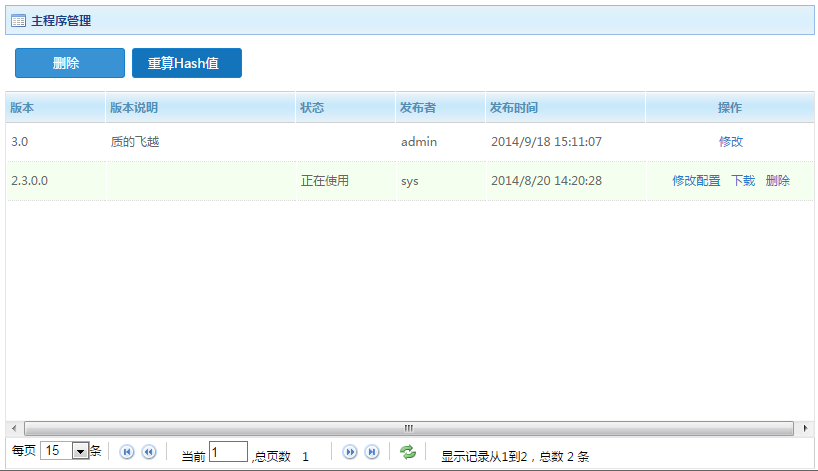 主程序管理
删除 重算Hash值
版本 版本说明 状态 发布者 发布时间 操作
3.0 质的飞越 admin 2014/9/18 15:11:07 修改
2.3.0.0 正在使用 sys 2014/8/20 14:20:28 修改配置 下载 删除
每页 15 条 当前 1 ,总页数 1 显示记录从1到2，总数 2 条